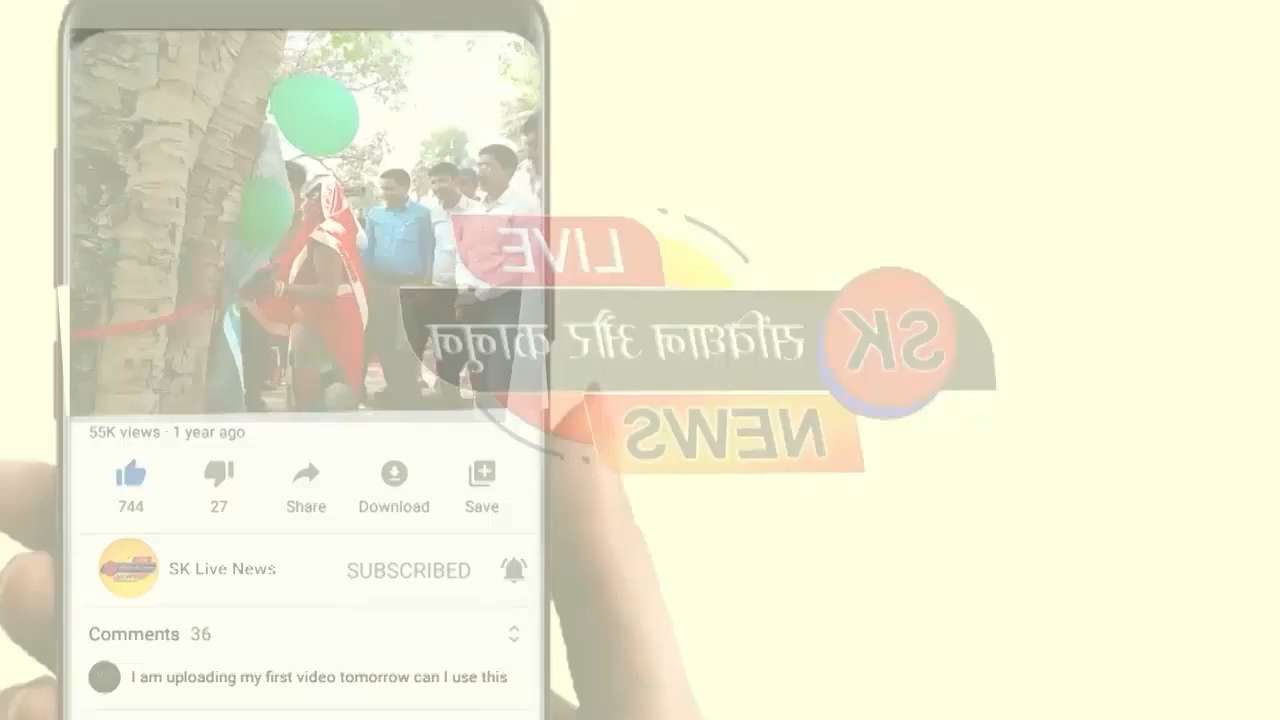 LIVE
संविधान और कानून
SK
NEWS
55K views · 1 year ago
744
27
Share
Download
Save
SK Live News
SUBSCRIBED
Comments 36
I am uploading my first video tomorrow can I use this